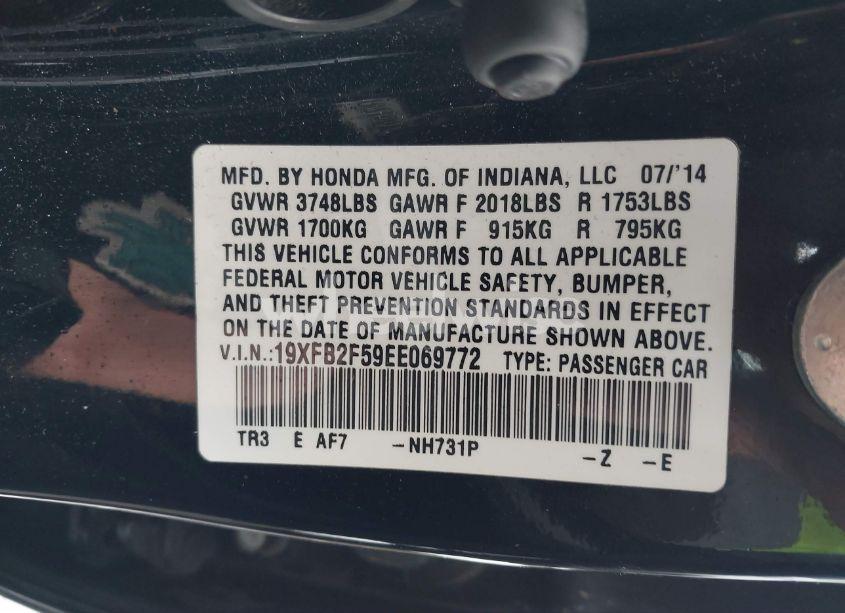 MFD. BY HONDA MFG. OF INDIANA, LLC 07/'14
GVWR 3748LBS GAWR F 2018LBS R 1753LBS
GVWR 1700KG GAWR F 915KG R 795KG
THIS VEHICLE CONFORMS TO ALL APPLICABLE
FEDERAL MOTOR VEHICLE SAFETY, BUMPER,
AND THEFT PREVENTION STANDARDS IN EFFECT
ON THE DATE OF MANUFACTURE SHOWN ABOVE.
V.I.N.:19XFB2F59EE069772 TYPE: PASSENGER CAR
TR3 E AF7 -NH731P -Z -E